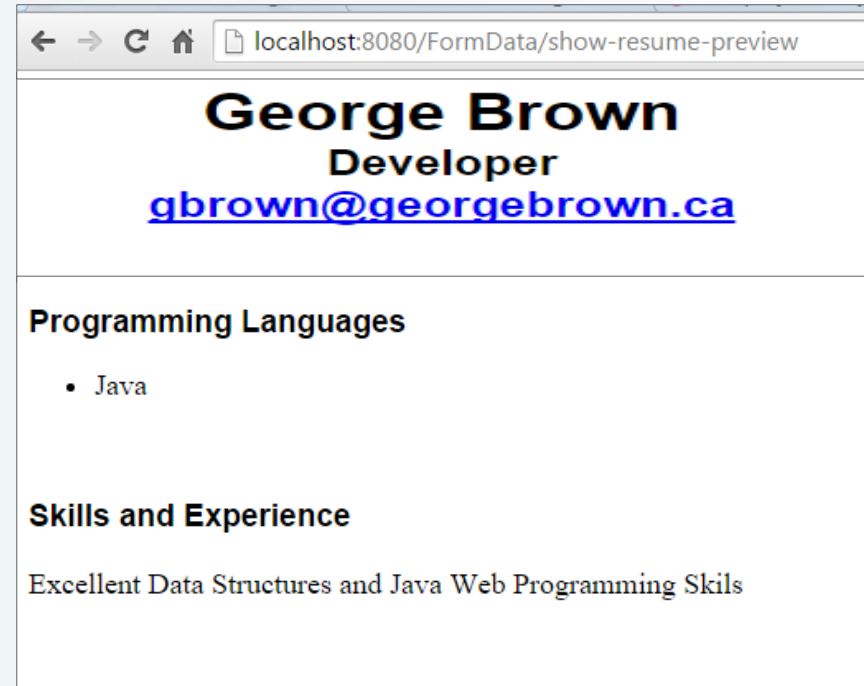 localhost:8080/FormData/show-resume-preview
George Brown
Developer
gbrown@georgebrown.ca
Programming Languages
• Java
Skills and Experience
Excellent Data Structures and Java Web Programming Skils